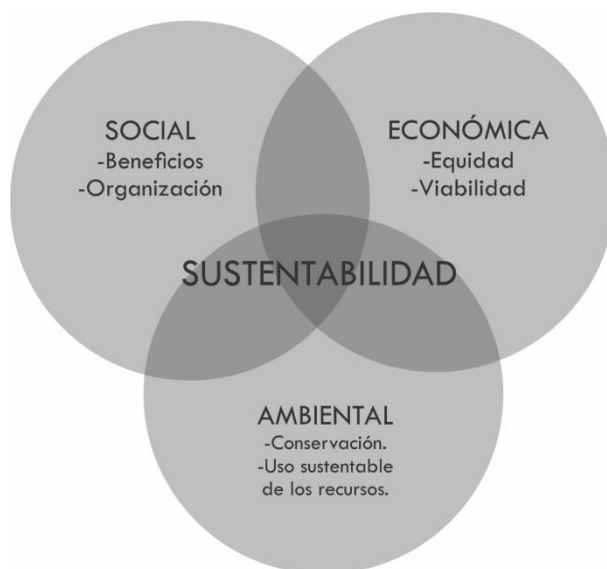 SOCIAL
-Beneficios
-Organización
ECONÓMICA
-Equidad
-Viabilidad
SUSTENTABILIDAD
AMBIENTAL
-Conservación.
-Uso sustentable
de los recursos.